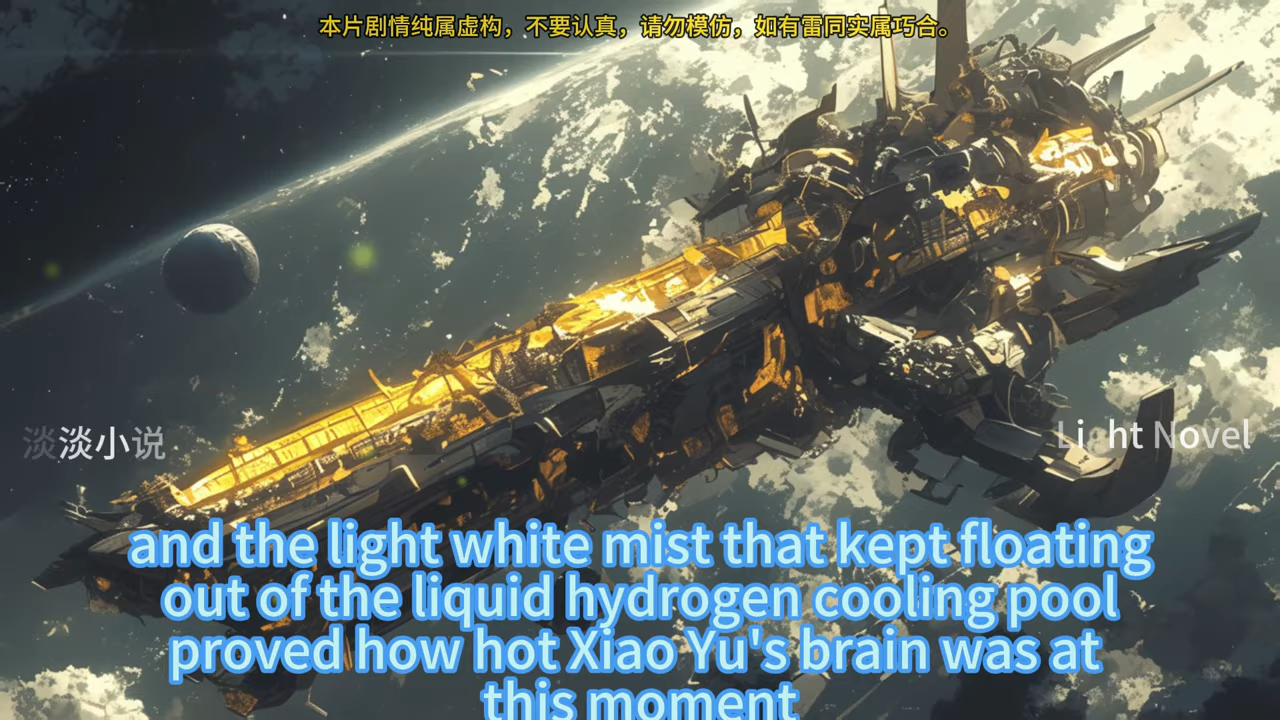 本片剧情纯属虚构，不要认真，请勿模仿，如有雷同实属巧合。
淡淡小说
Light Novel
and the light white mist that kept floating
out of the liquid hydrogen cooling pool
proved how hot Xiao Yu's brain was at
this moment